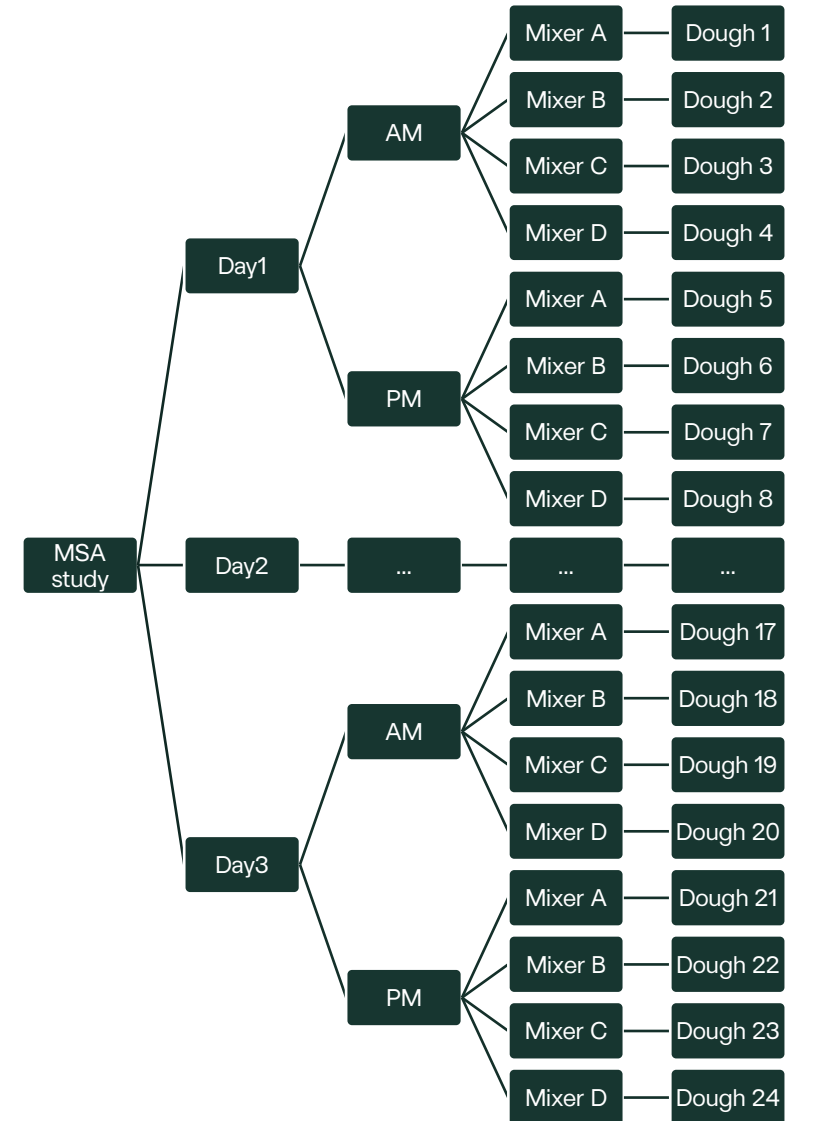 Mixer A
Dough 1
Mixer B
Dough 2
AM
Mixer C
Dough 3
Mixer D
Dough 4
Day1
Mixer A
Dough 5
Mixer B
Dough 6
PM
Mixer C
Dough 7
Mixer D
Dough 8
MSA
study
Day2
...
...
...
Mixer A
Dough 17
Mixer B
Dough 18
AM
Mixer C
Dough 19
Mixer D
Dough 20
Day3
Mixer A
Dough 21
Mixer B
Dough 22
PM
Mixer C
Dough 23
Mixer D
Dough 24